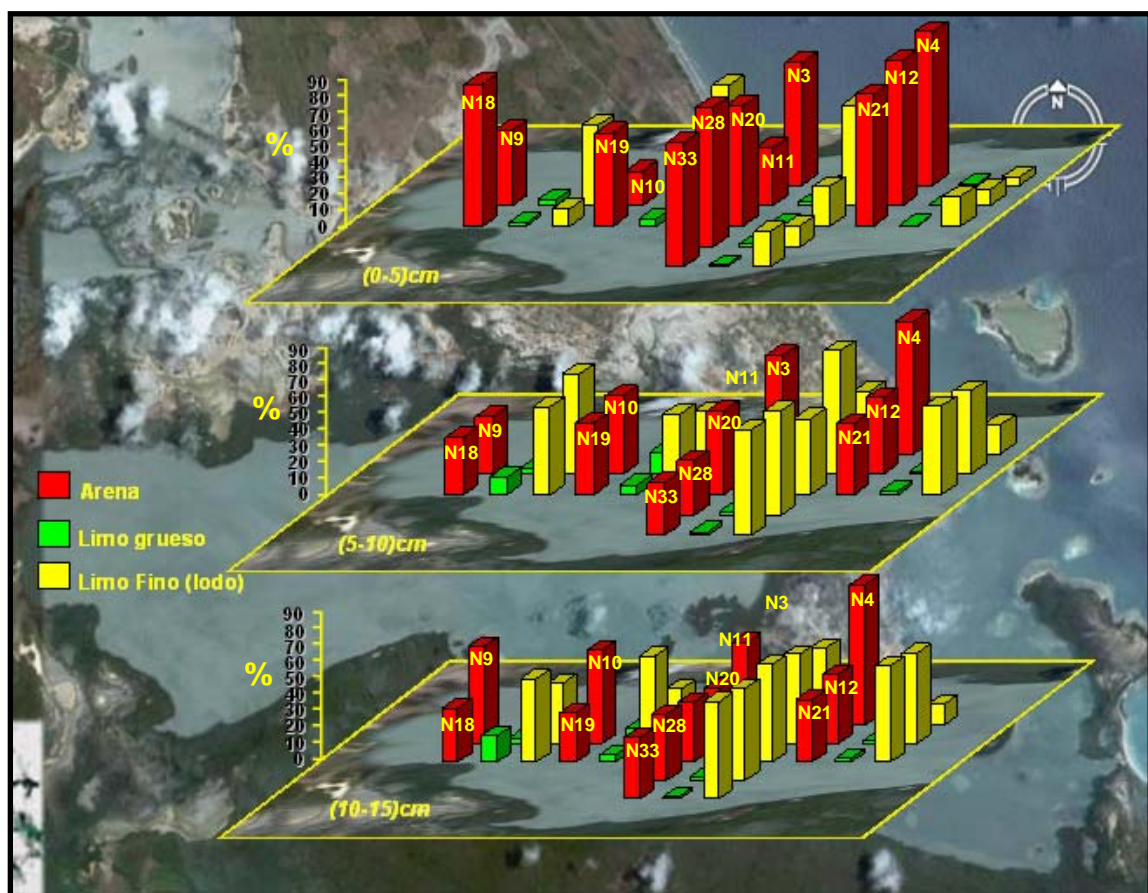 N4
N3
N12
N18
N20
N21
N28
N9
N19
N11
N33
N10
N
90
80
70
60
50
40
30
20
10
0
%
(0-5)cm
N4
N11
N3
N10
N12
N20
N9
N19
N21
N18
N28
N33
90
80
70
60
50
40
30
20
10
0
%
(5-10)cm
Arena
Limo grueso
Limo Fino (lodo)
N3
N4
N11
N9
N10
N20
N12
N21
N18
N19
N28
N33
90
80
70
60
50
40
30
20
10
0
%
(10-15)cm